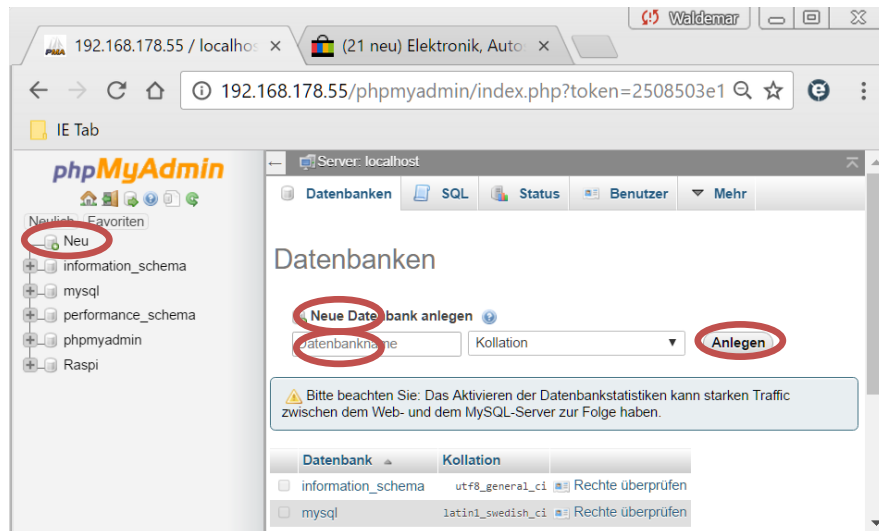 Waldemar
192.168.178.55 / localhos
(21 neu) Elektronik, Auto
192.168.178.55/phpmyadmin/index.php?token=2508503e1
IE Tab
phpMyAdmin
Neulich Favoriten
Neu
information_schema
mysql
performance_schema
phpmyadmin
Raspi
Server: localhost
Datenbanken SQL Status Benutzer Mehr
Datenbanken
Neue Datenbank anlegen
Datenbankname Kollation Anlegen
Bitte beachten Sie: Das Aktivieren der Datenbankstatistiken kann starken Traffic
zwischen dem Web- und dem MySQL-Server zur Folge haben.
Datenbank Kollation
information_schema utf8_general_ci Rechte überprüfen
mysql latin1_swedish_ci Rechte überprüfen